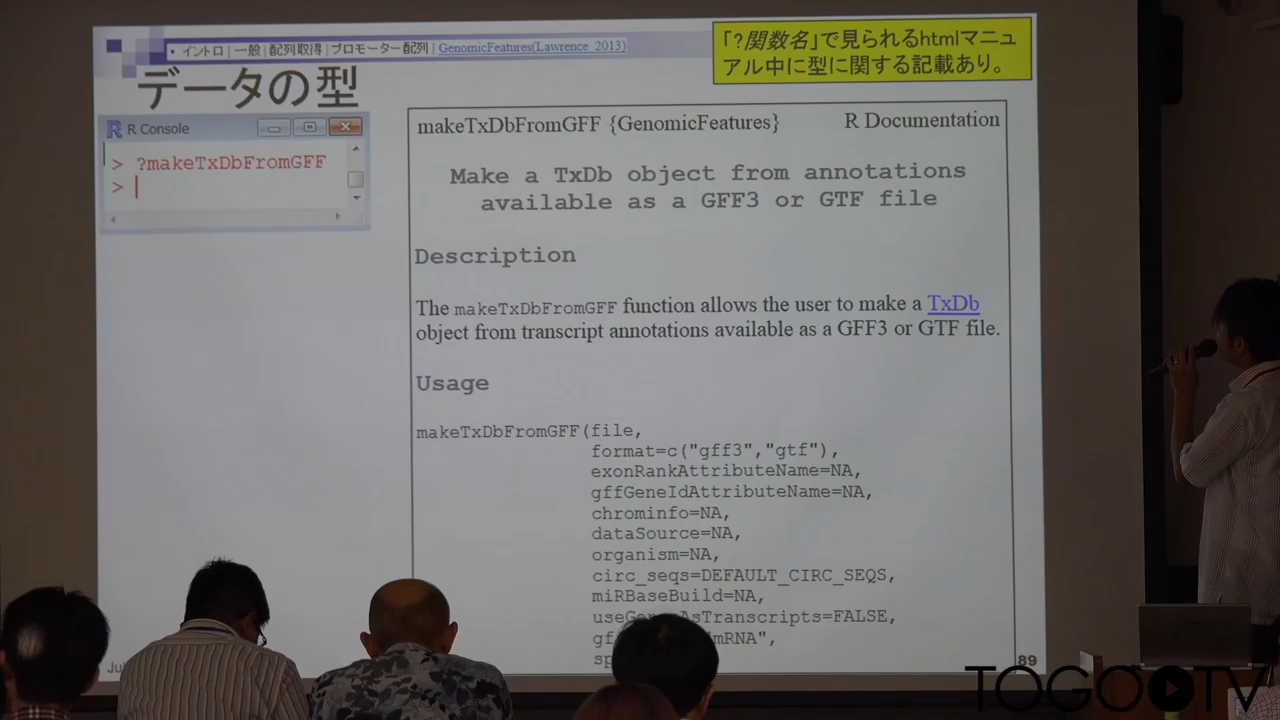 • イントロ | 一般 | 配列取得 | プロモーター配列 | GenomicFeatures(Lawrence_2013)
「?関数名」で見られるhtmlマニュ
アル中に型に関する記載あり。
データの型
R Console
> ?makeTxDbFromGFF
>
makeTxDbFromGFF {GenomicFeatures}
R Documentation
Make a TxDb object from annotations
available as a GFF3 or GTF file
Description
The makeTxDbFromGFF function allows the user to make a TxDb
object from transcript annotations available as a GFF3 or GTF file.
Usage
makeTxDbFromGFF(file,
format=c("gff3","gtf"),
exonRankAttributeName=NA,
gffGeneIdAttributeName=NA,
chrominfo=NA,
dataSource=NA,
organism=NA,
circ_seqs=DEFAULT_CIRC_SEQS,
miRBaseBuild=NA,
AsTranscripts=FALSE,
mRNA",
89
TOGOTV